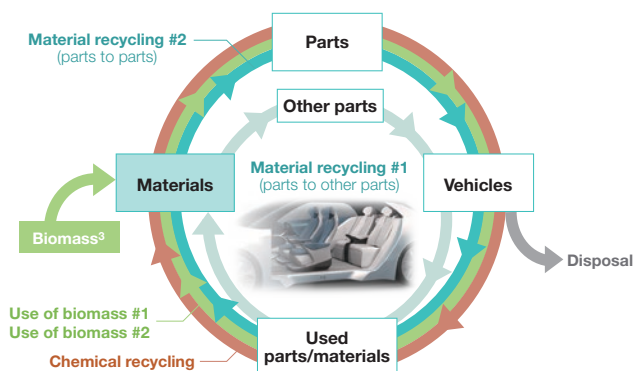 Material recycling #2
(parts to parts)
Parts
Other parts
Materials
Material recycling #1
(parts to other parts)
Vehicles
Biomass³
Disposal
Use of biomass #1
Use of biomass #2
Chemical recycling
Used
parts/materials